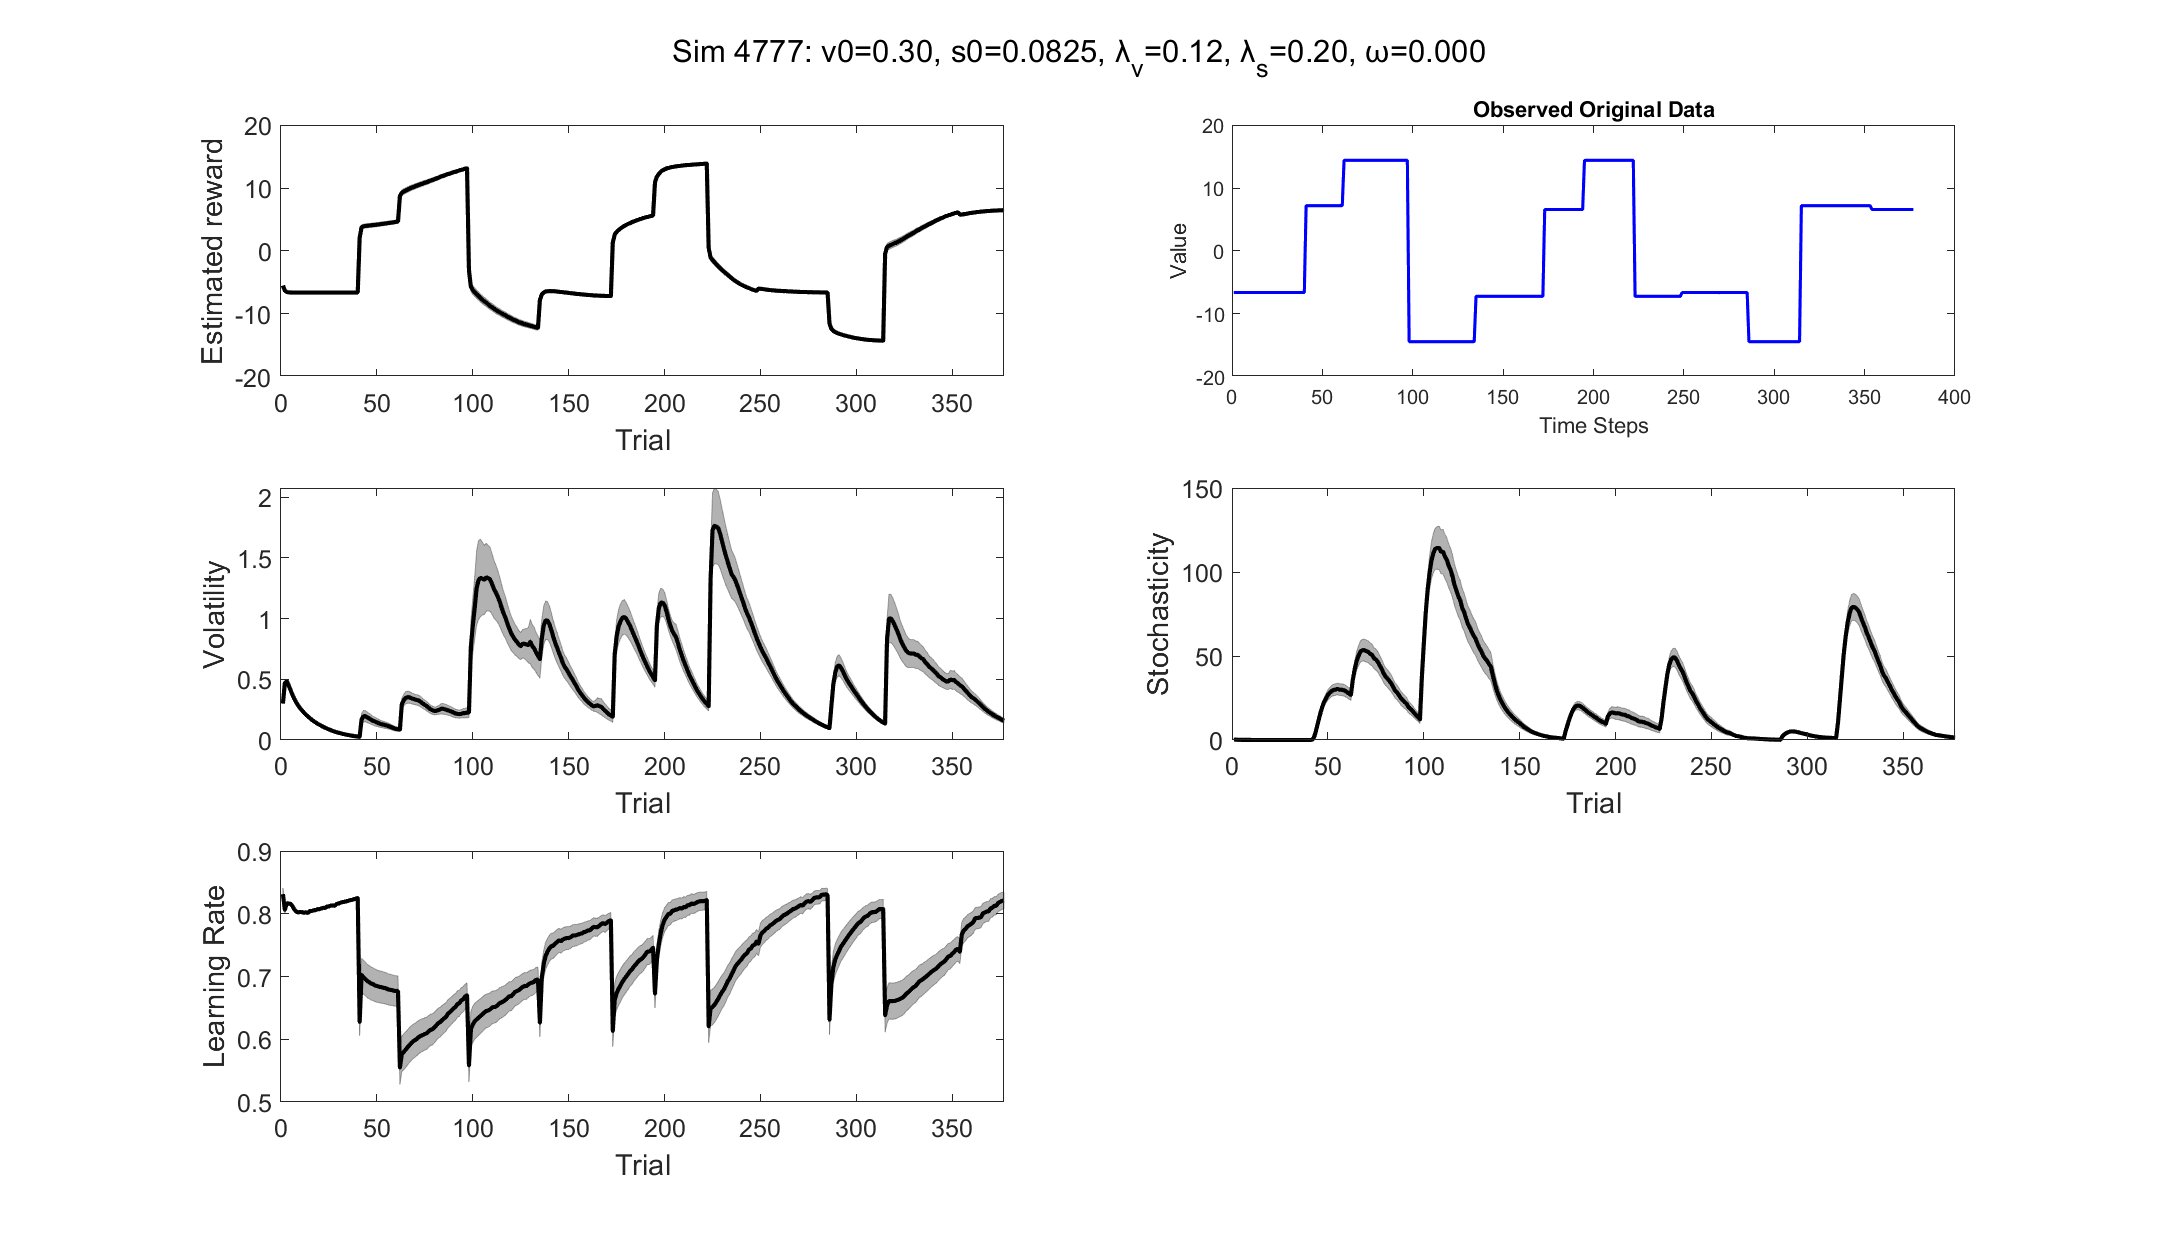 Sim 4777: v0=0.30, s0=0.0825, λv=0.12, λs=0.20, ω=0.000
Estimated reward
20
10
0
-10
-20
0 50 100 150 200 250 300 350
Trial
Observed Original Data
Value
20
10
0
-10
-20
0 50 100 150 200 250 300 350 400
Time Steps
Volatility
2
1.5
1
0.5
0
0 50 100 150 200 250 300 350
Trial
Stochasticity
150
100
50
0
0 50 100 150 200 250 300 350
Trial
Learning Rate
0.9
0.8
0.7
0.6
0.5
0 50 100 150 200 250 300 350
Trial